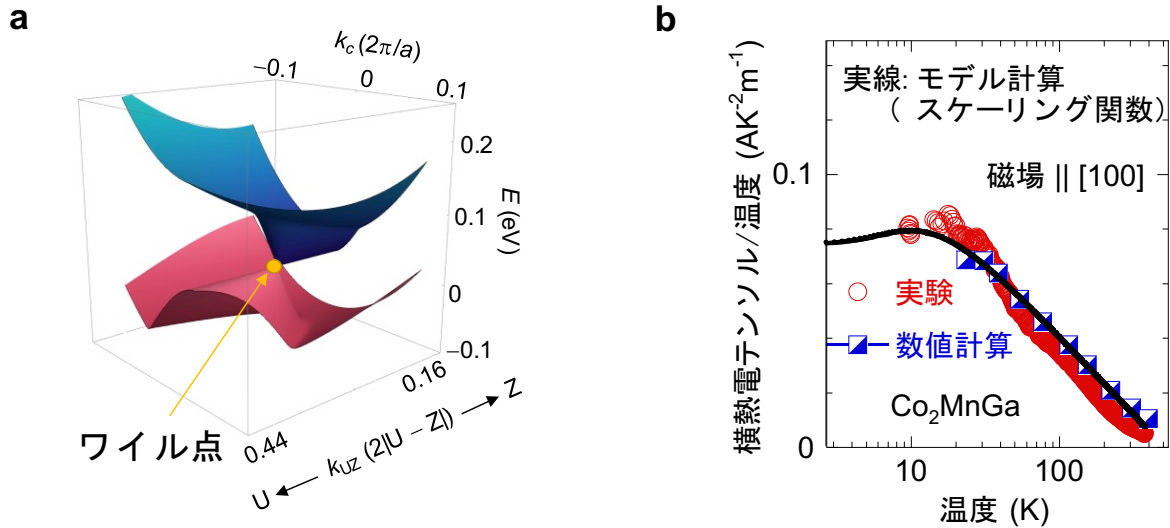 a
k_c (2π/a)
−0.1
0
0.1
0.2
0.1
0
−0.1
E (eV)
ワイル点
0.44
0.16
U ← k_UZ (2|U − Z|) → Z
b
横熱電テンソル/温度 (AK⁻²m⁻¹)
実線: モデル計算
( スケーリング関数)
0.1
磁場 || [100]
実験
数値計算
Co₂MnGa
0
10
100
温度 (K)